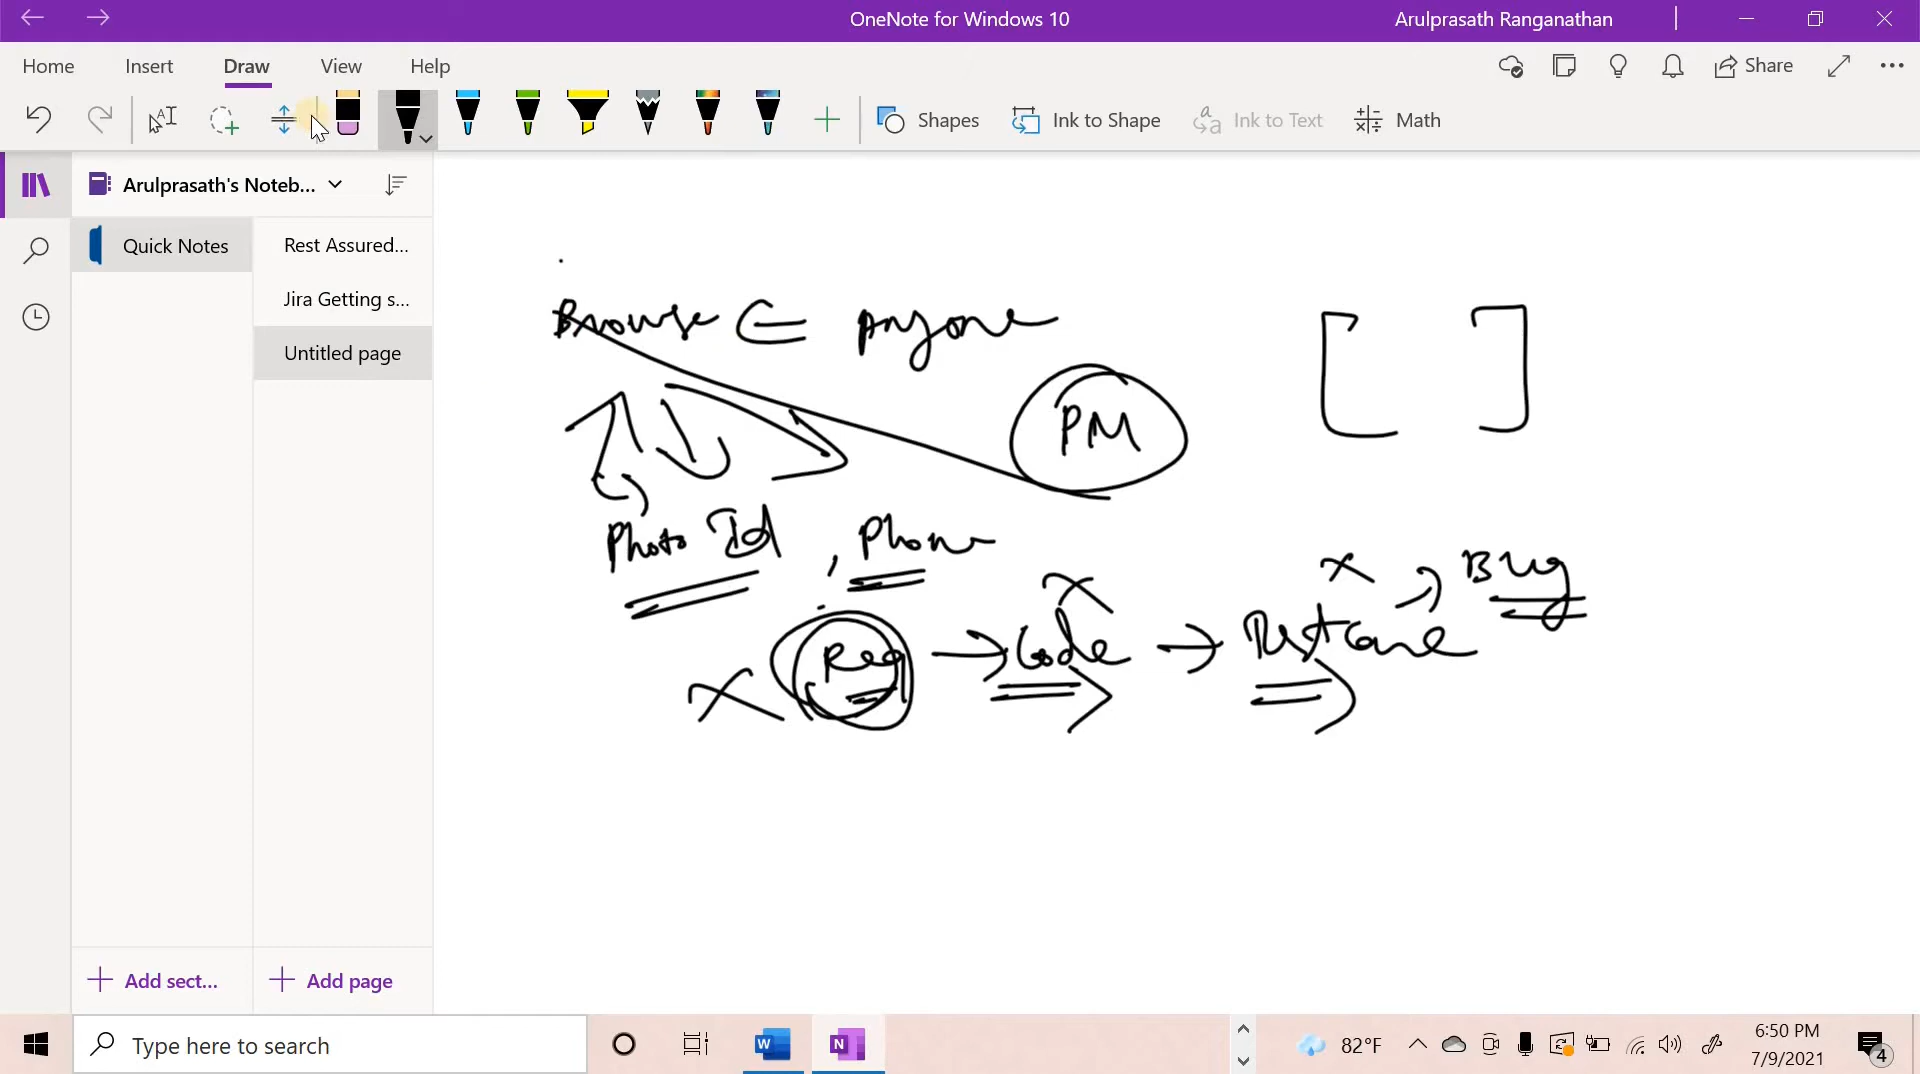 OneNote for Windows 10
Arulprasath Ranganathan
Home Insert Draw View Help
Share
Shapes Ink to Shape Ink to Text Math
Arulprasath's Noteb...
Quick Notes
Rest Assured...
Jira Getting s...
Untitled page
Browse Anyone
PM
Photo Id , Phone
x x Bug
x Req → Code → Testcase
Add sect...
Add page
Type here to search
W N
82°F
6:50 PM
7/9/2021
4